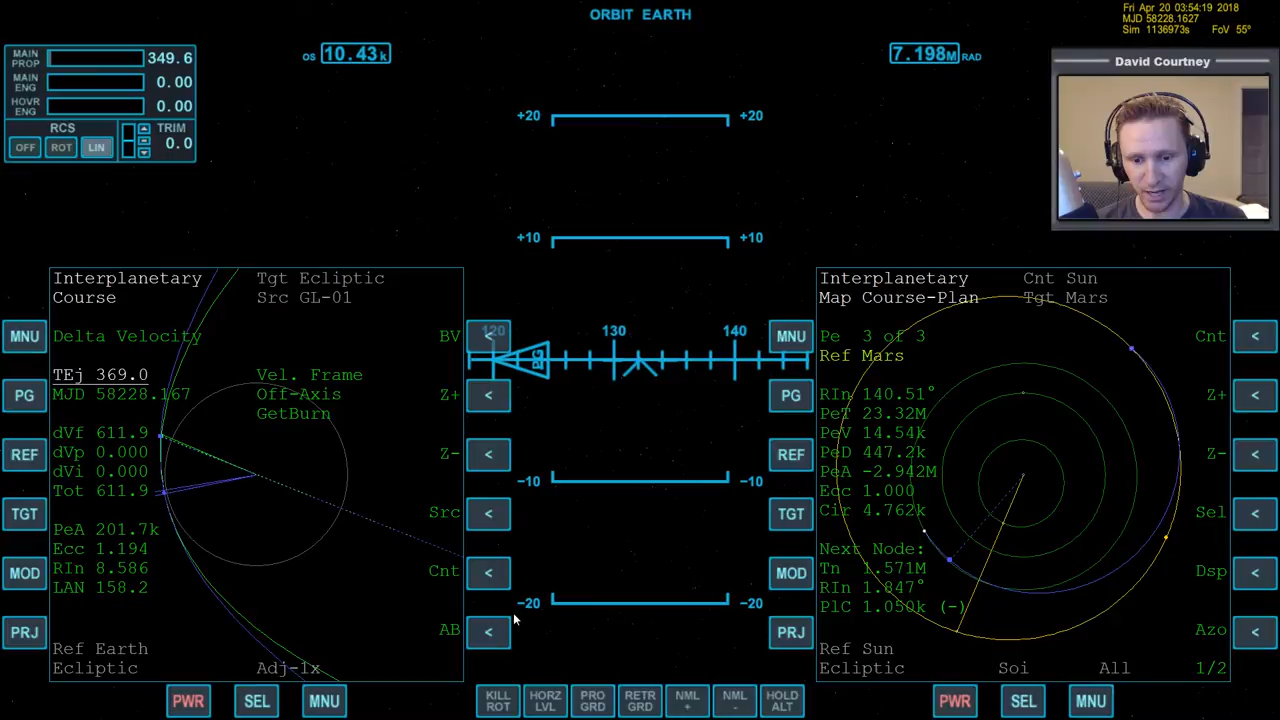 ORBIT EARTH
Fri Apr 20 03:54:19 2018
MJD 58228.1627
Sim 1136973s FoV 55°
David Courtney
MAIN PROP 349.6
MAIN ENG 0.00
HOVR ENG 0.00
RCS TRIM
OFF ROT LIN 0.0
OS 10.43k
7.198M RAD
+20 +20
+10 +10
120 130 140
PG
-10 -10
-20 -20
Interplanetary Tgt Ecliptic
Course Src GL-01
Delta Velocity
TEj 369.0 Vel. Frame
MJD 58228.167 Off-Axis
GetBurn
dVf 611.9
dVp 0.000
dVi 0.000
Tot 611.9
PeA 201.7k
Ecc 1.194
RIn 8.586
LAN 158.2
Ref Earth
Ecliptic Adj-1x
MNU
PG
REF
TGT
MOD
PRJ
BV <
Z+ <
Z- <
Src <
Cnt <
AB <
PWR SEL MNU
KILL ROT
HORZ LVL
PRO GRD
RETR GRD
NML +
NML -
HOLD ALT
Interplanetary Cnt Sun
Map Course-Plan Tgt Mars
Pe 3 of 3
Ref Mars
RIn 140.51°
PeT 23.32M
PeV 14.54k
PeD 447.2k
PeA -2.942M
Ecc 1.000
Cir 4.762k
Next Node:
Tn 1.571M
RIn 1.847°
PlC 1.050k (-)
Ref Sun
Ecliptic Soi All 1/2
MNU
PG
REF
TGT
MOD
PRJ
Cnt <
Z+ <
Z- <
Sel <
Dsp <
Azo <
PWR SEL MNU